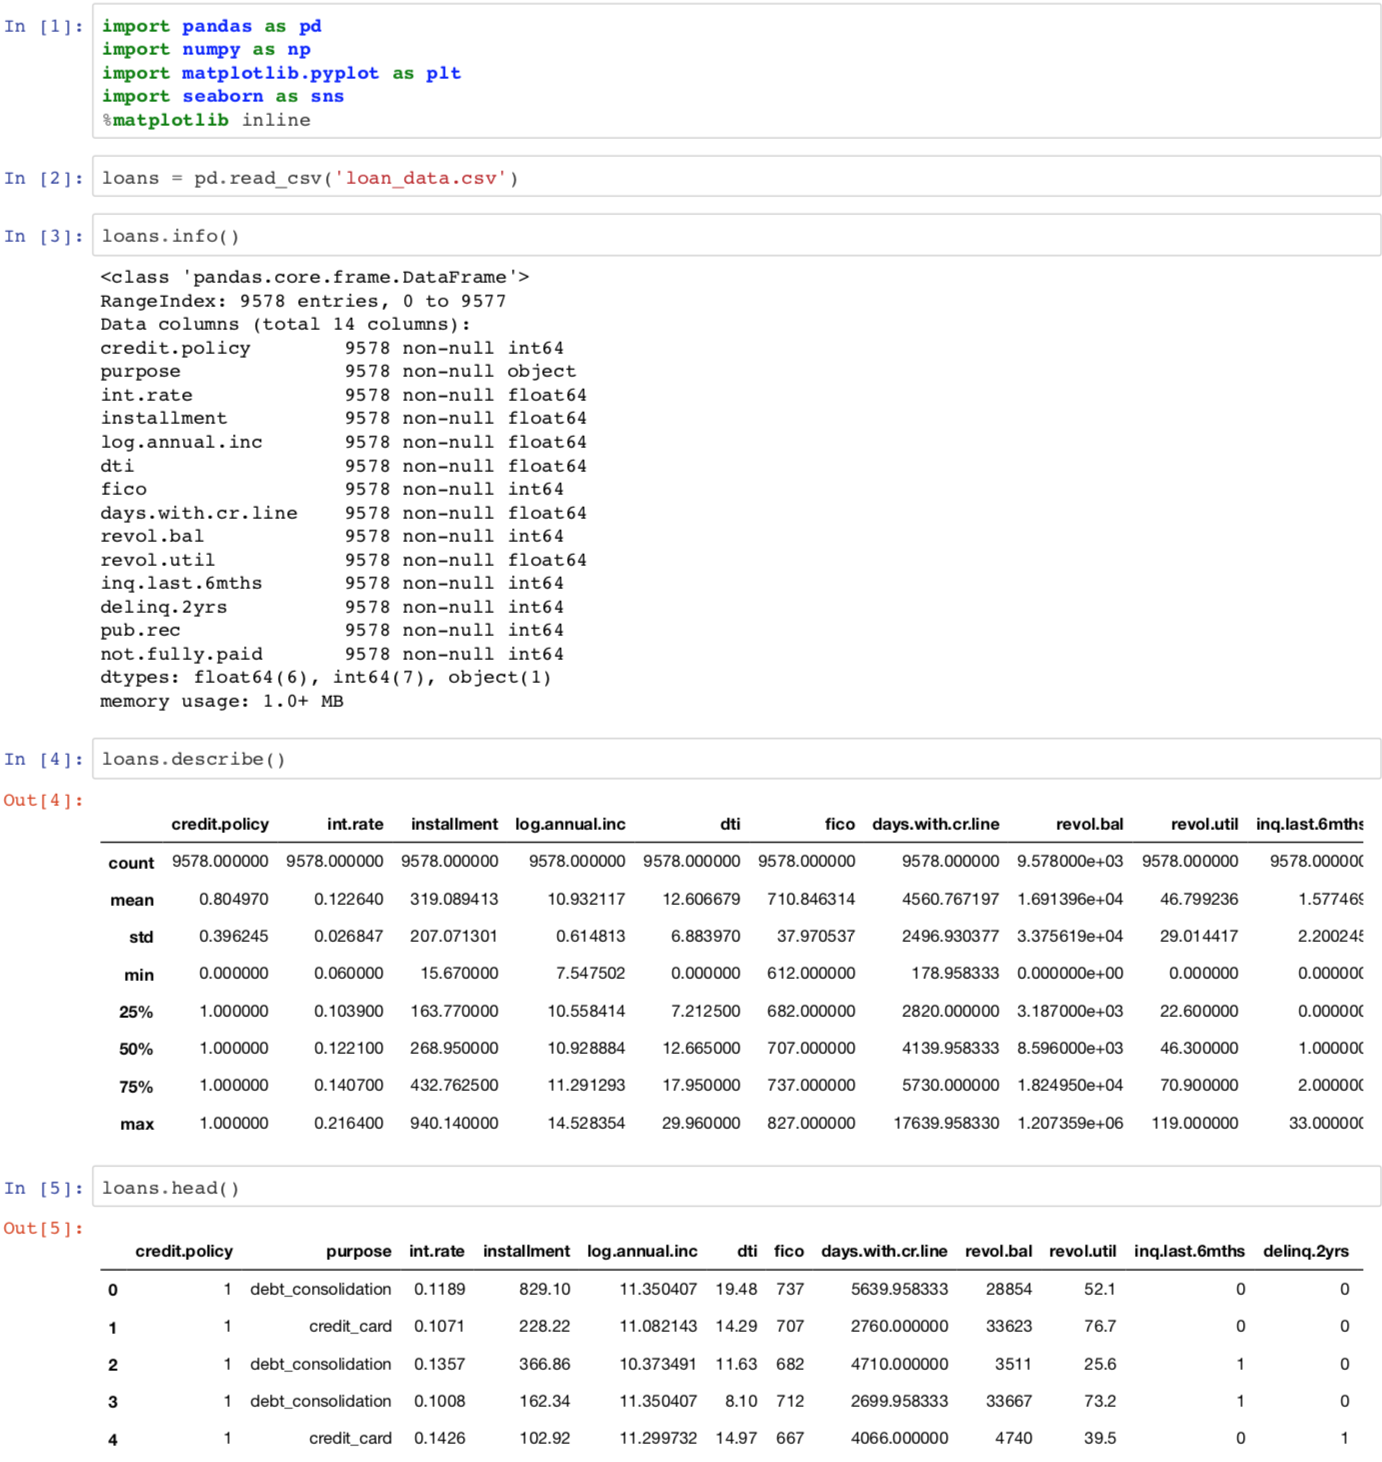 In [1]: import pandas as pd
import numpy as np
import matplotlib.pyplot as plt
import seaborn as sns
%matplotlib inline
In [2]: loans = pd.read_csv('loan_data.csv')
In [3]: loans.info()
<class 'pandas.core.frame.DataFrame'>
RangeIndex: 9578 entries, 0 to 9577
Data columns (total 14 columns):
credit.policy 9578 non-null int64
purpose 9578 non-null object
int.rate 9578 non-null float64
installment 9578 non-null float64
log.annual.inc 9578 non-null float64
dti 9578 non-null float64
fico 9578 non-null int64
days.with.cr.line 9578 non-null float64
revol.bal 9578 non-null int64
revol.util 9578 non-null float64
inq.last.6mths 9578 non-null int64
delinq.2yrs 9578 non-null int64
pub.rec 9578 non-null int64
not.fully.paid 9578 non-null int64
dtypes: float64(6), int64(7), object(1)
memory usage: 1.0+ MB
In [4]: loans.describe()
Out[4]:
credit.policy int.rate installment log.annual.inc dti fico days.with.cr.line revol.bal revol.util inq.last.6mths
count 9578.000000 9578.000000 9578.000000 9578.000000 9578.000000 9578.000000 9578.000000 9.578000e+03 9578.000000 9578.000000
mean 0.804970 0.122640 319.089413 10.932117 12.606679 710.846314 4560.767197 1.691396e+04 46.799236 1.577469
std 0.396245 0.026847 207.071301 0.614813 6.883970 37.970537 2496.930377 3.375619e+04 29.014417 2.200245
min 0.000000 0.060000 15.670000 7.547502 0.000000 612.000000 178.958333 0.000000e+00 0.000000 0.000000
25% 1.000000 0.103900 163.770000 10.558414 7.212500 682.000000 2820.000000 3.187000e+03 22.600000 0.000000
50% 1.000000 0.122100 268.950000 10.928884 12.665000 707.000000 4139.958333 8.596000e+03 46.300000 1.000000
75% 1.000000 0.140700 432.762500 11.291293 17.950000 737.000000 5730.000000 1.824950e+04 70.900000 2.000000
max 1.000000 0.216400 940.140000 14.528354 29.960000 827.000000 17639.958330 1.207359e+06 119.000000 33.000000
In [5]: loans.head()
Out[5]:
credit.policy purpose int.rate installment log.annual.inc dti fico days.with.cr.line revol.bal revol.util inq.last.6mths delinq.2yrs
0 1 debt_consolidation 0.1189 829.10 11.350407 19.48 737 5639.958333 28854 52.1 0 0
1 1 credit_card 0.1071 228.22 11.082143 14.29 707 2760.000000 33623 76.7 0 0
2 1 debt_consolidation 0.1357 366.86 10.373491 11.63 682 4710.000000 3511 25.6 1 0
3 1 debt_consolidation 0.1008 162.34 11.350407 8.10 712 2699.958333 33667 73.2 1 0
4 1 credit_card 0.1426 102.92 11.299732 14.97 667 4066.000000 4740 39.5 0 1